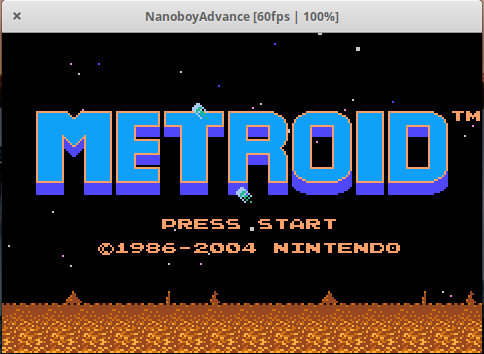 NanoboyAdvance [60fps | 100%]
METROID™
PRESS START
©1986-2004 NINTENDO